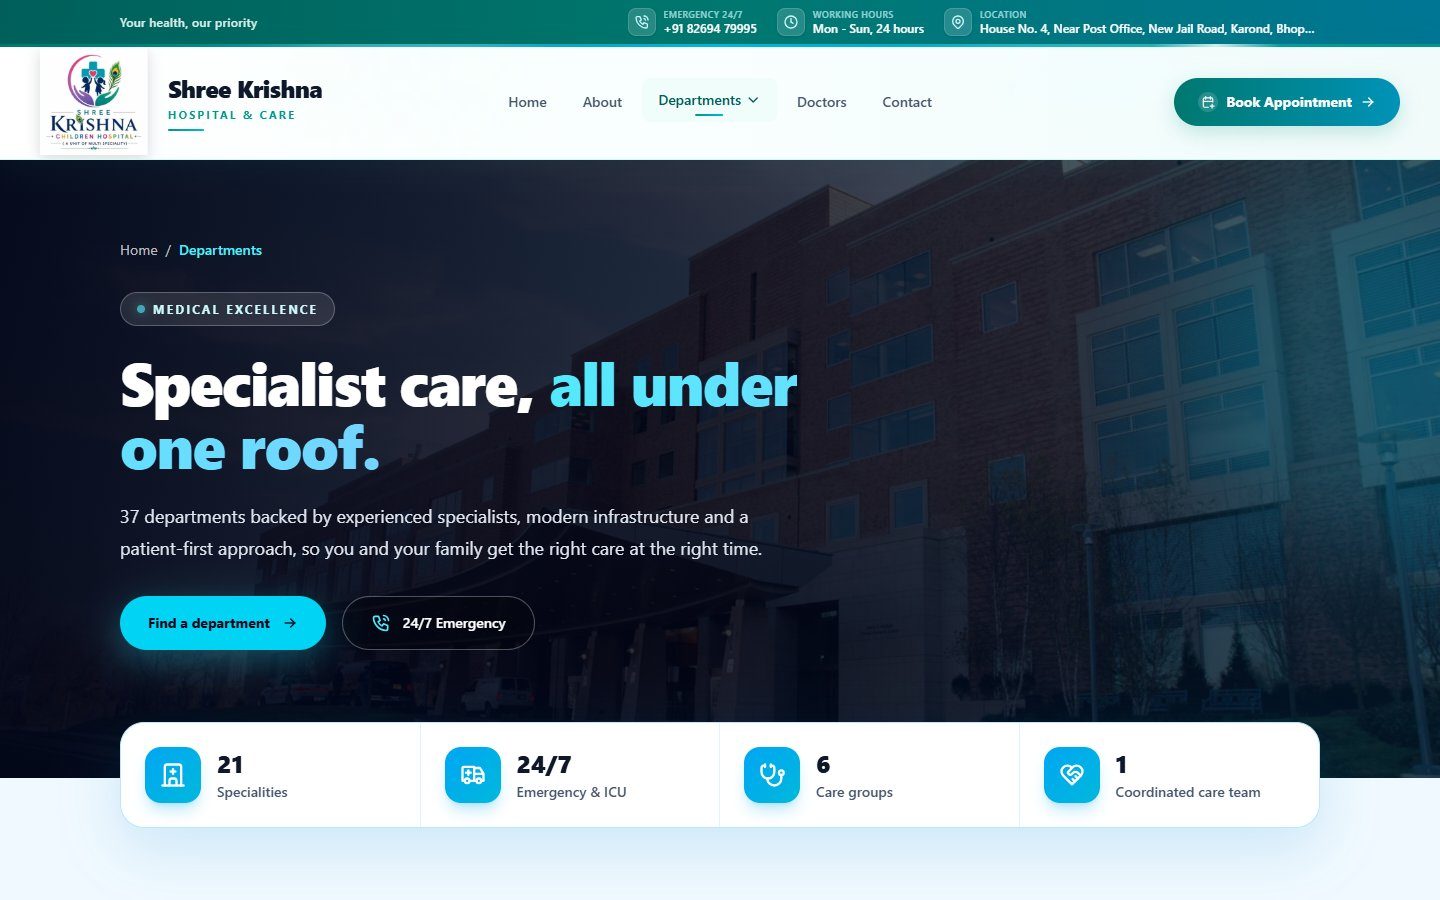 Your health, our priority
EMERGENCY 24/7
+91 82694 79995
WORKING HOURS
Mon - Sun, 24 hours
LOCATION
House No. 4, Near Post Office, New Jail Road, Karond, Bhop...
SHREE
KRISHNA
CHILDREN HOSPITAL
( A UNIT OF MULTI SPECIALITY)
Shree Krishna
HOSPITAL & CARE
Home
About
Departments
Doctors
Contact
Book Appointment
Home / Departments
MEDICAL EXCELLENCE
Specialist care, all under
one roof.
37 departments backed by experienced specialists, modern infrastructure and a
patient-first approach, so you and your family get the right care at the right time.
Find a department
24/7 Emergency
21
Specialities
24/7
Emergency & ICU
6
Care groups
1
Coordinated care team